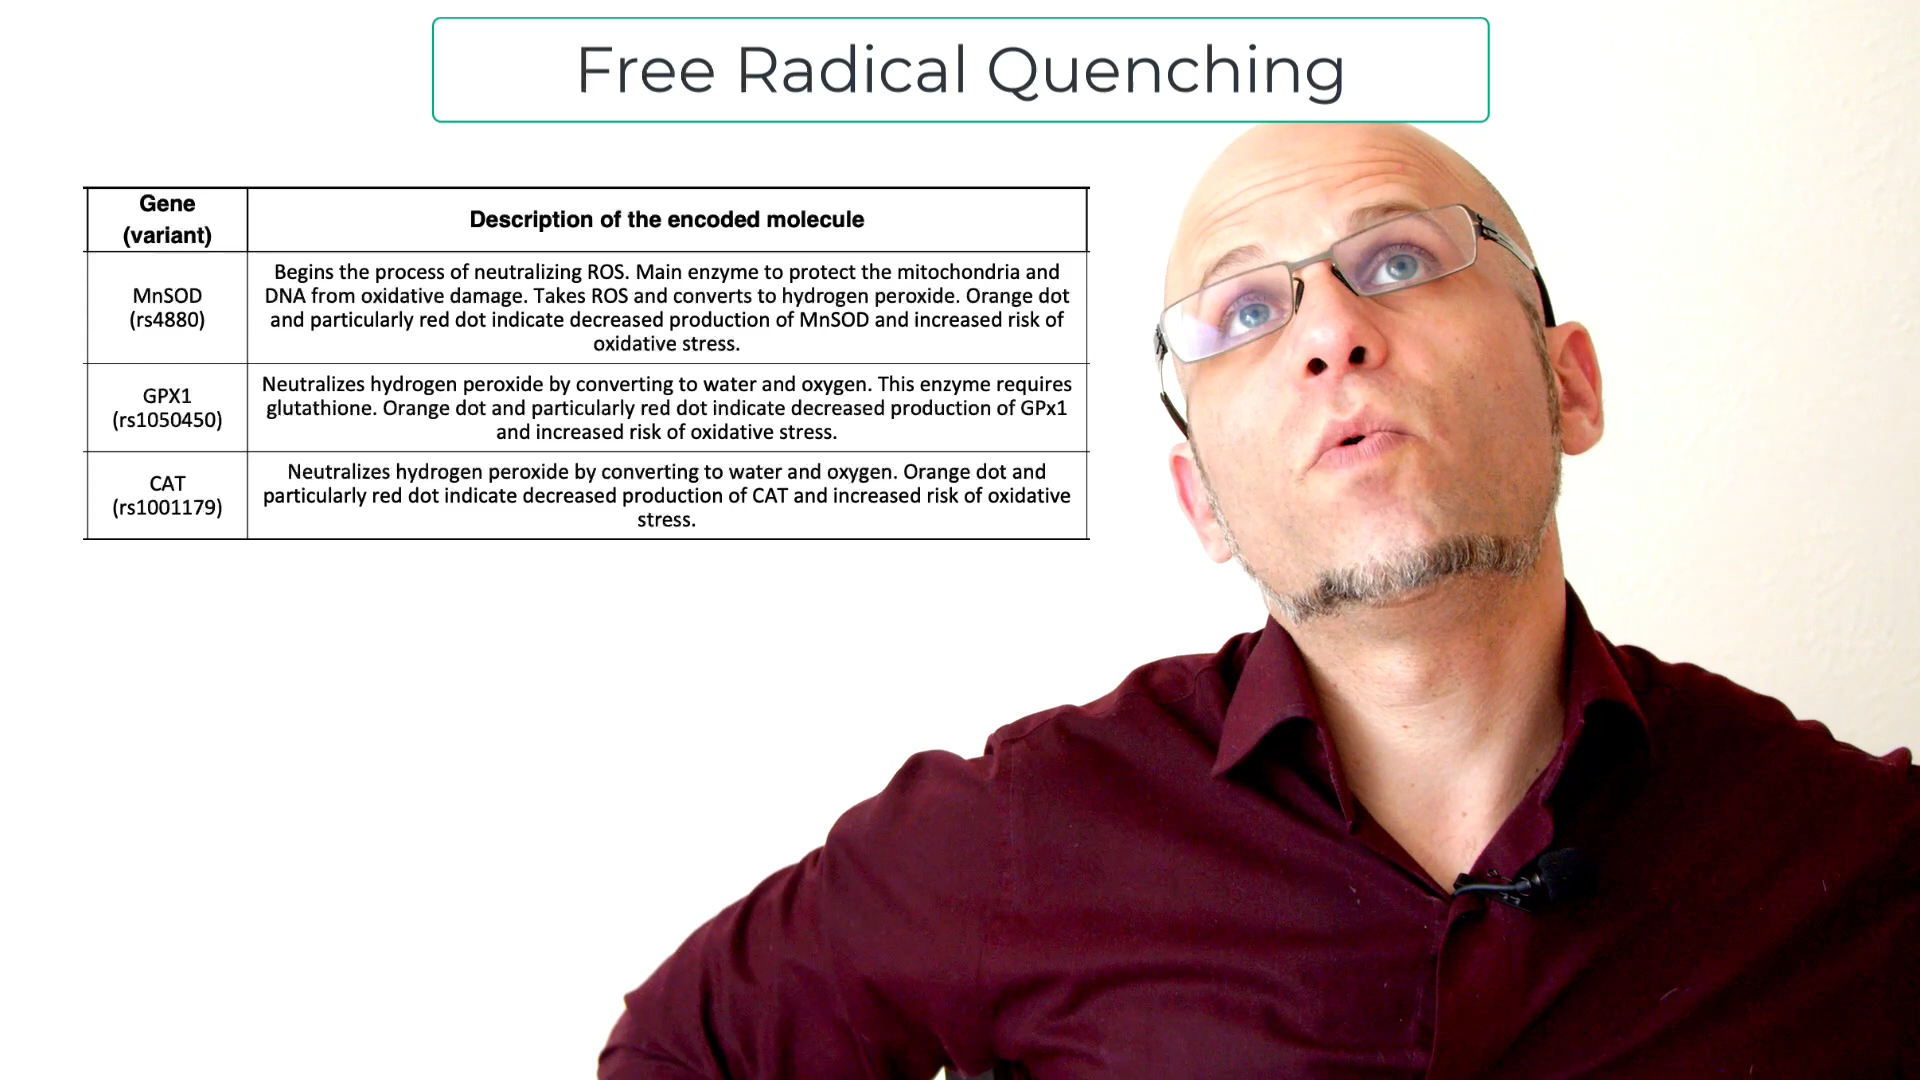 Free Radical Quenching
Gene
(variant)
Description of the encoded molecule
MnSOD
(rs4880)
Begins the process of neutralizing ROS. Main enzyme to protect the mitochondria and
DNA from oxidative damage. Takes ROS and converts to hydrogen peroxide. Orange dot
and particularly red dot indicate decreased production of MnSOD and increased risk of
oxidative stress.
GPX1
(rs1050450)
Neutralizes hydrogen peroxide by converting to water and oxygen. This enzyme requires
glutathione. Orange dot and particularly red dot indicate decreased production of GPx1
and increased risk of oxidative stress.
CAT
(rs1001179)
Neutralizes hydrogen peroxide by converting to water and oxygen. Orange dot and
particularly red dot indicate decreased production of CAT and increased risk of oxidative
stress.